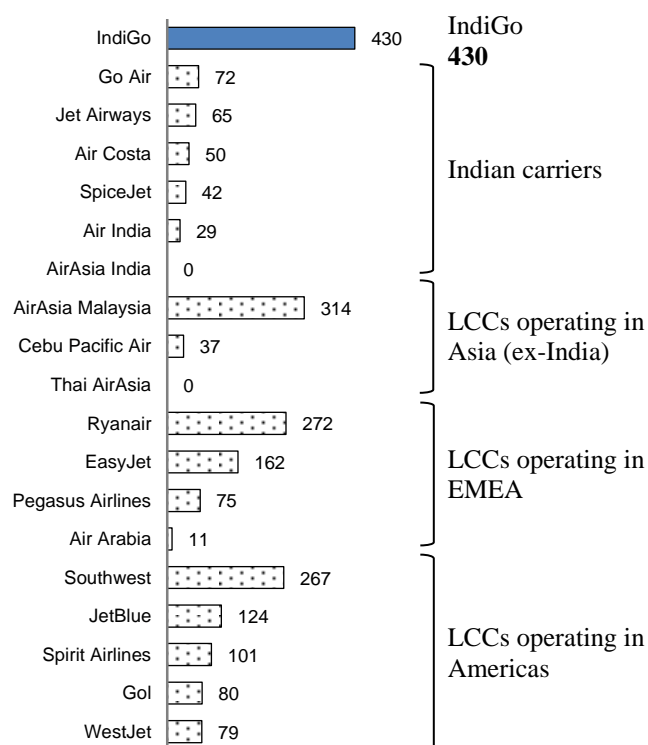 IndiGo 430
IndiGo
430
Go Air 72
Jet Airways 65
Air Costa 50
SpiceJet 42
Air India 29
AirAsia India 0
Indian carriers
AirAsia Malaysia 314
Cebu Pacific Air 37
Thai AirAsia 0
LCCs operating in
Asia (ex-India)
Ryanair 272
EasyJet 162
Pegasus Airlines 75
Air Arabia 11
LCCs operating in
EMEA
Southwest 267
JetBlue 124
Spirit Airlines 101
Gol 80
WestJet 79
LCCs operating in
Americas